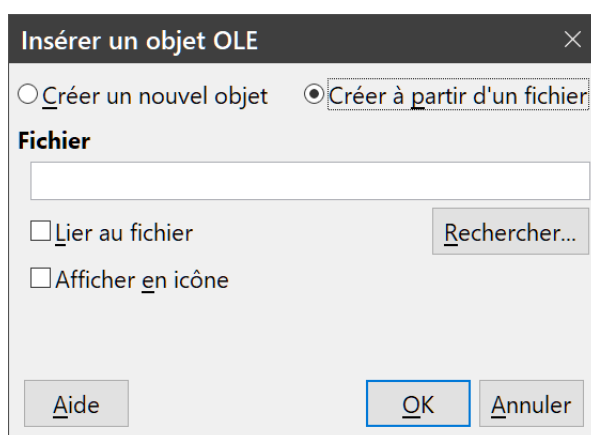 Insérer un objet OLE
Créer un nouvel objet Créer à partir d'un fichier
Fichier
Lier au fichier Rechercher...
Afficher en icône
Aide OK Annuler